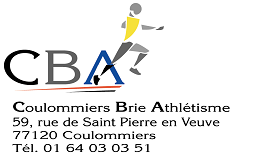 CBA
Coulommiers Brie Athlétisme
59, rue de Saint Pierre en Veuve
77120 Coulommiers
Tél. 01 64 03 03 51